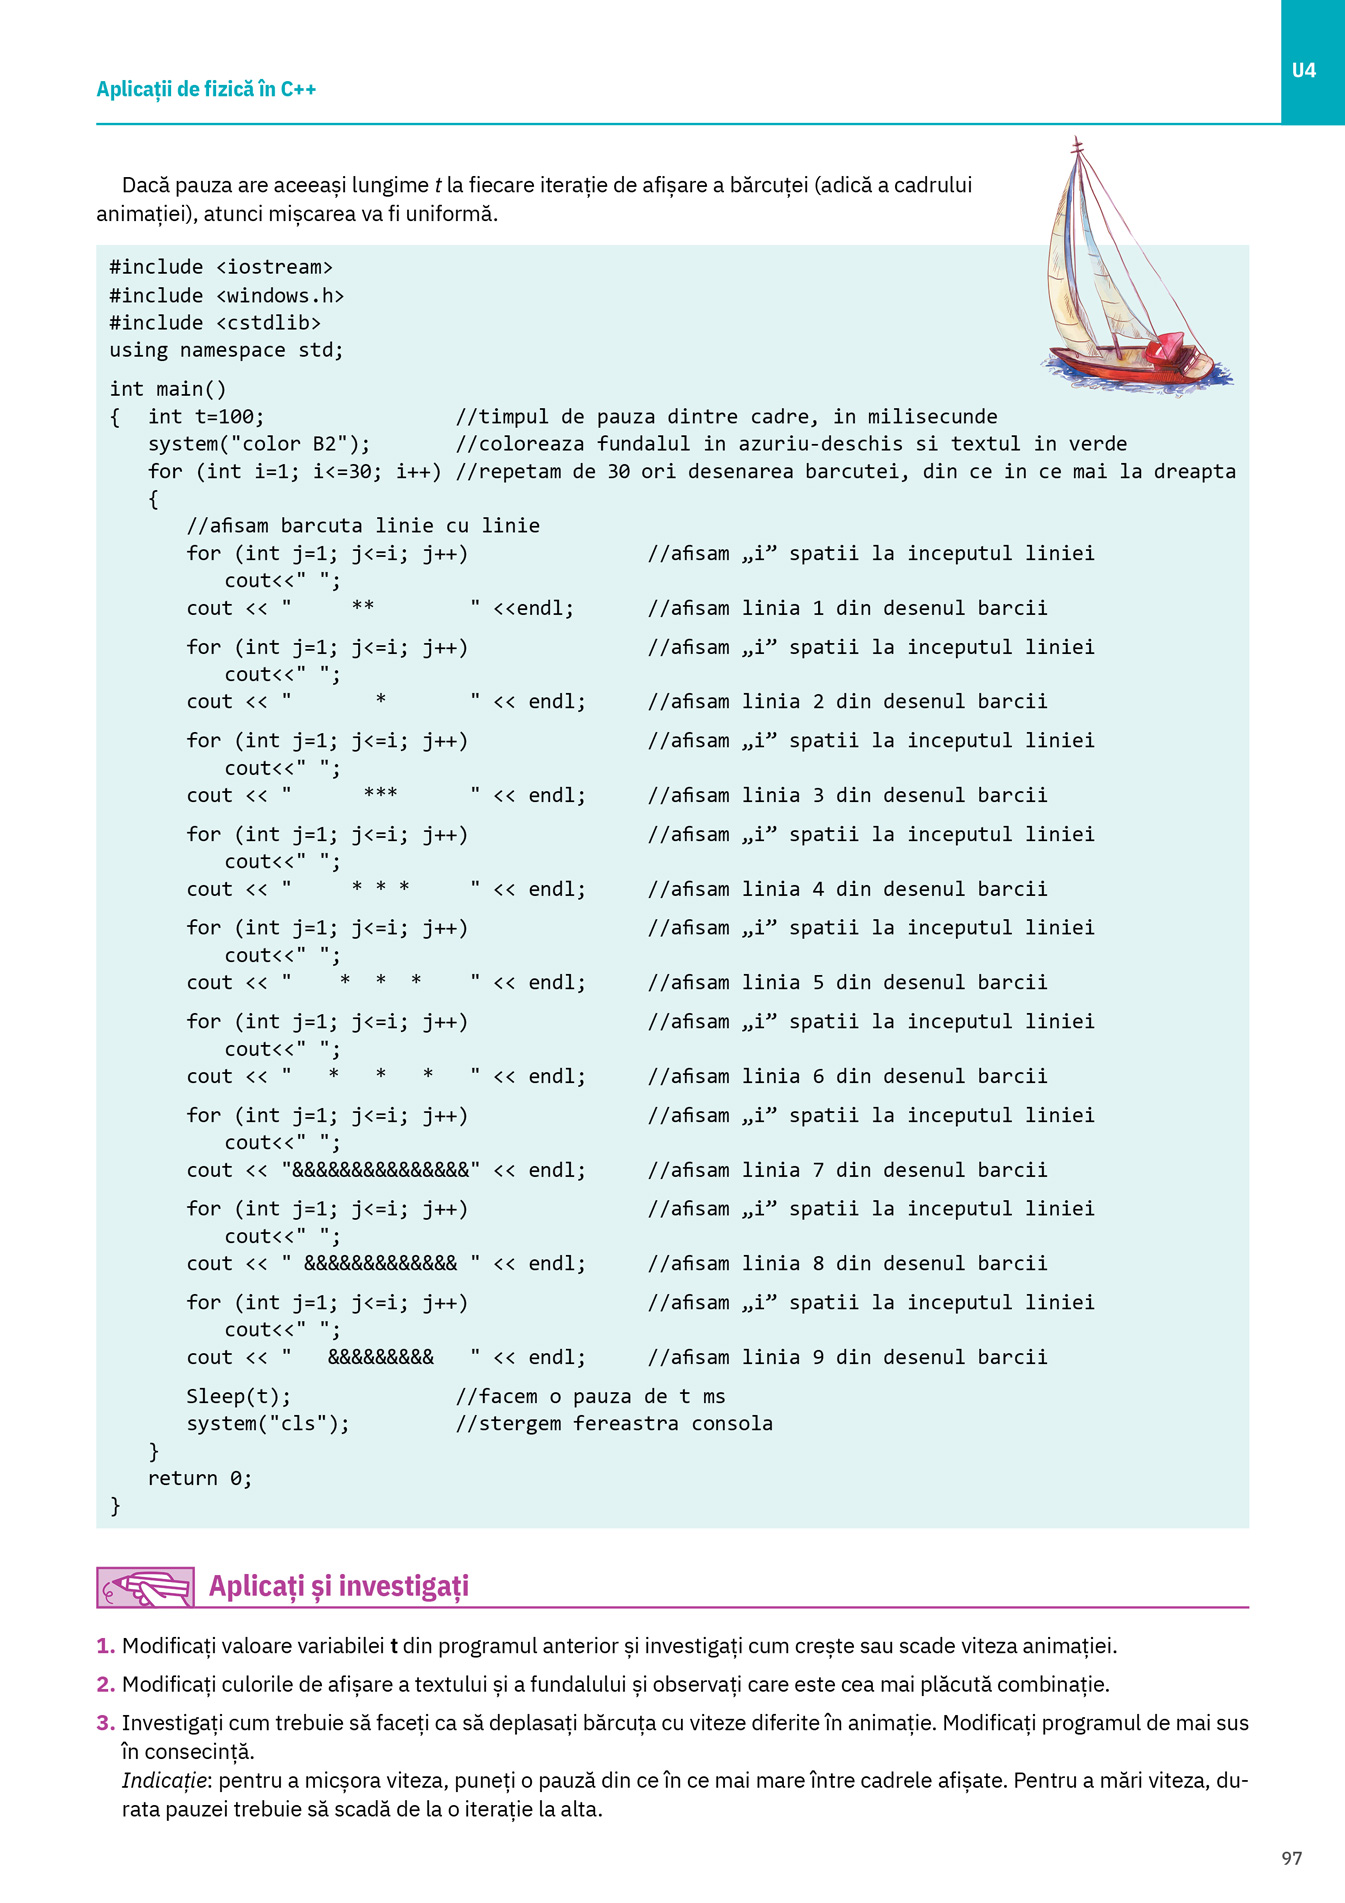 U4
Aplicații de fizică în C++
Dacă pauza are aceeași lungime t la fiecare iterație de afișare a bărcuței (adică a cadrului
animației), atunci mișcarea va fi uniformă.
#include <iostream>
#include <windows.h>
#include <cstdlib>
using namespace std;
int main()
{  int t=100;                //timpul de pauza dintre cadre, in milisecunde
   system("color B2");       //coloreaza fundalul in azuriu-deschis si textul in verde
   for (int i=1; i<=30; i++) //repetam de 30 ori desenarea barcutei, din ce in ce mai la dreapta
   {
      //afisam barcuta linie cu linie
      for (int j=1; j<=i; j++)               //afisam „i” spatii la inceputul liniei
         cout<<" ";
      cout << "     **        " <<endl;      //afisam linia 1 din desenul barcii
      for (int j=1; j<=i; j++)               //afisam „i” spatii la inceputul liniei
         cout<<" ";
      cout << "       *       " << endl;     //afisam linia 2 din desenul barcii
      for (int j=1; j<=i; j++)               //afisam „i” spatii la inceputul liniei
         cout<<" ";
      cout << "      ***      " << endl;     //afisam linia 3 din desenul barcii
      for (int j=1; j<=i; j++)               //afisam „i” spatii la inceputul liniei
         cout<<" ";
      cout << "     * * *     " << endl;     //afisam linia 4 din desenul barcii
      for (int j=1; j<=i; j++)               //afisam „i” spatii la inceputul liniei
         cout<<" ";
      cout << "    *  *  *    " << endl;     //afisam linia 5 din desenul barcii
      for (int j=1; j<=i; j++)               //afisam „i” spatii la inceputul liniei
         cout<<" ";
      cout << "   *   *   *   " << endl;     //afisam linia 6 din desenul barcii
      for (int j=1; j<=i; j++)               //afisam „i” spatii la inceputul liniei
         cout<<" ";
      cout << "&&&&&&&&&&&&&&&" << endl;     //afisam linia 7 din desenul barcii
      for (int j=1; j<=i; j++)               //afisam „i” spatii la inceputul liniei
         cout<<" ";
      cout << " &&&&&&&&&&&&& " << endl;     //afisam linia 8 din desenul barcii
      for (int j=1; j<=i; j++)               //afisam „i” spatii la inceputul liniei
         cout<<" ";
      cout << "   &&&&&&&&&   " << endl;     //afisam linia 9 din desenul barcii
      Sleep(t);              //facem o pauza de t ms
      system("cls");         //stergem fereastra consola
   }
   return 0;
}
Aplicați și investigați
1. Modificați valoare variabilei t din programul anterior și investigați cum crește sau scade viteza animației.
2. Modificați culorile de afișare a textului și a fundalului și observați care este cea mai plăcută combinație.
3. Investigați cum trebuie să faceți ca să deplasați bărcuța cu viteze diferite în animație. Modificați programul de mai sus
în consecință.
Indicație: pentru a micșora viteza, puneți o pauză din ce în ce mai mare între cadrele afișate. Pentru a mări viteza, du-
rata pauzei trebuie să scadă de la o iterație la alta.
97